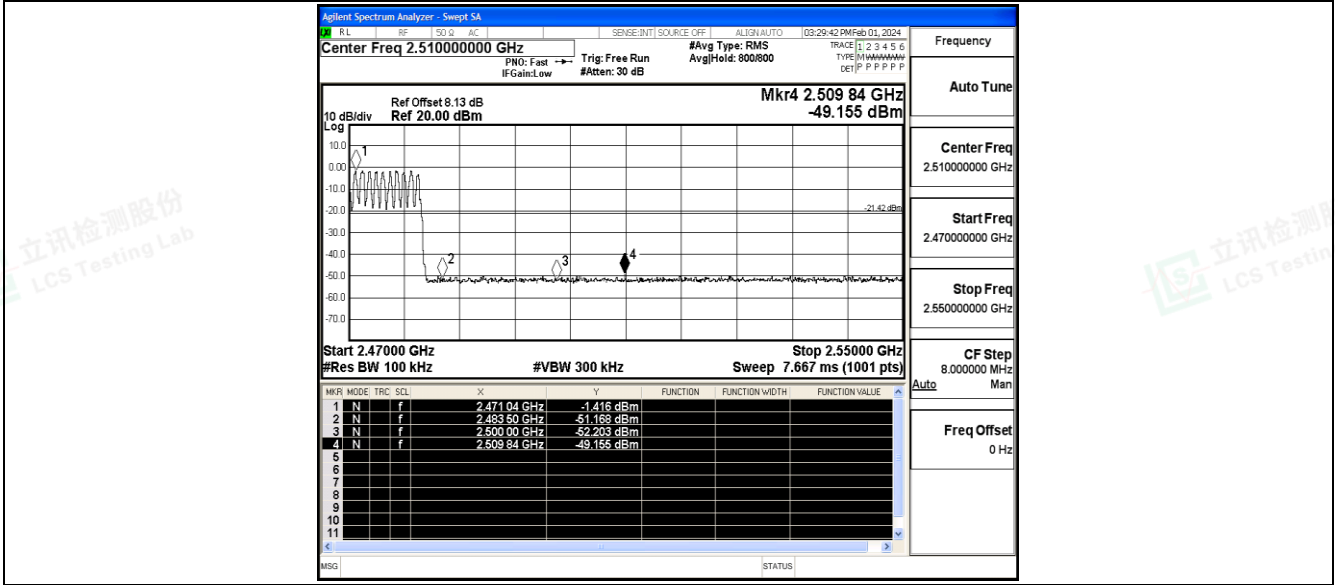 Agilent Spectrum Analyzer - Swept SA
RL RF 50 Ω AC SENSE:INT SOURCE OFF ALIGN AUTO 03:29:42 PM Feb 01, 2024
Center Freq 2.510000000 GHz
PNO: Fast
IFGain:Low
Trig: Free Run
#Atten: 30 dB
#Avg Type: RMS
Avg|Hold: 800/800
TRACE 1 2 3 4 5 6
TYPE M W W W W W
DET P P P P P P
Frequency
Auto Tune
Center Freq
2.510000000 GHz
Start Freq
2.470000000 GHz
Stop Freq
2.550000000 GHz
CF Step
8.000000 MHz
Auto Man
Freq Offset
0 Hz
Mkr4 2.509 84 GHz
-49.155 dBm
Ref Offset 8.13 dB
10 dB/div Ref 20.00 dBm
Log
10.0
0.00
-10.0
-20.0
-30.0
-40.0
-50.0
-60.0
-70.0
1
2
3
4
-21.42 dBm
Start 2.47000 GHz Stop 2.55000 GHz
#Res BW 100 kHz #VBW 300 kHz Sweep 7.667 ms (1001 pts)
MKR MODE TRC SCL X Y FUNCTION FUNCTION WIDTH FUNCTION VALUE
1 N f 2.471 04 GHz -1.416 dBm
2 N f 2.483 50 GHz -51.168 dBm
3 N f 2.500 00 GHz -52.203 dBm
4 N f 2.509 84 GHz -49.155 dBm
5
6
7
8
9
10
11
MSG STATUS
立讯检测股份
LCS Testing Lab
立讯检测股
LCS Testin